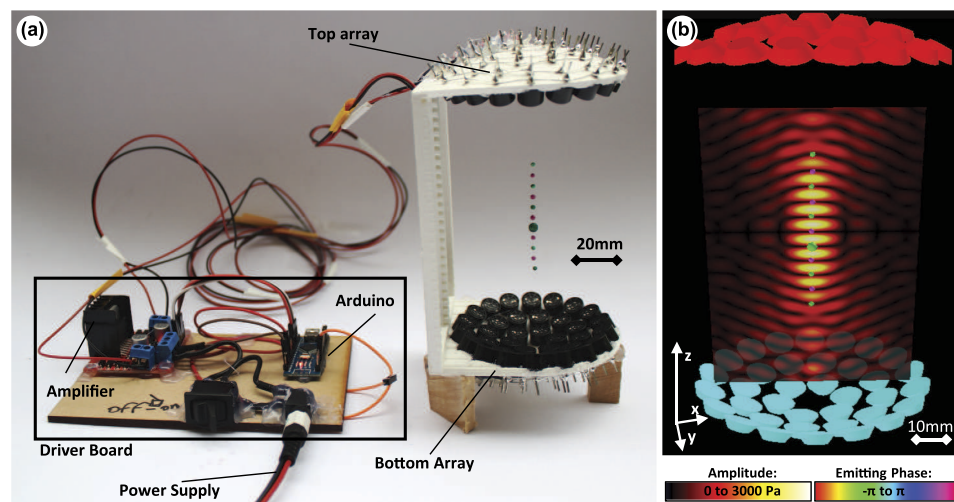 (a)
Top array
20mm
Arduino
Amplifier
Driver Board
Bottom Array
Power Supply
(b)
z
x
y
10mm
Amplitude:
0 to 3000 Pa
Emitting Phase:
-π to π